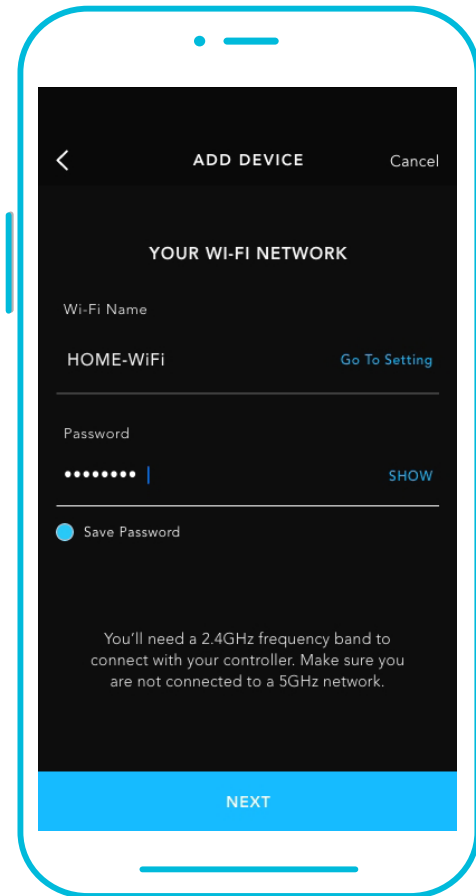 ADD DEVICE
Cancel
YOUR WI-FI NETWORK
Wi-Fi Name
HOME-WiFi
Go To Setting
Password
••••••••
SHOW
Save Password
You'll need a 2.4GHz frequency band to
connect with your controller. Make sure you
are not connected to a 5GHz network.
NEXT